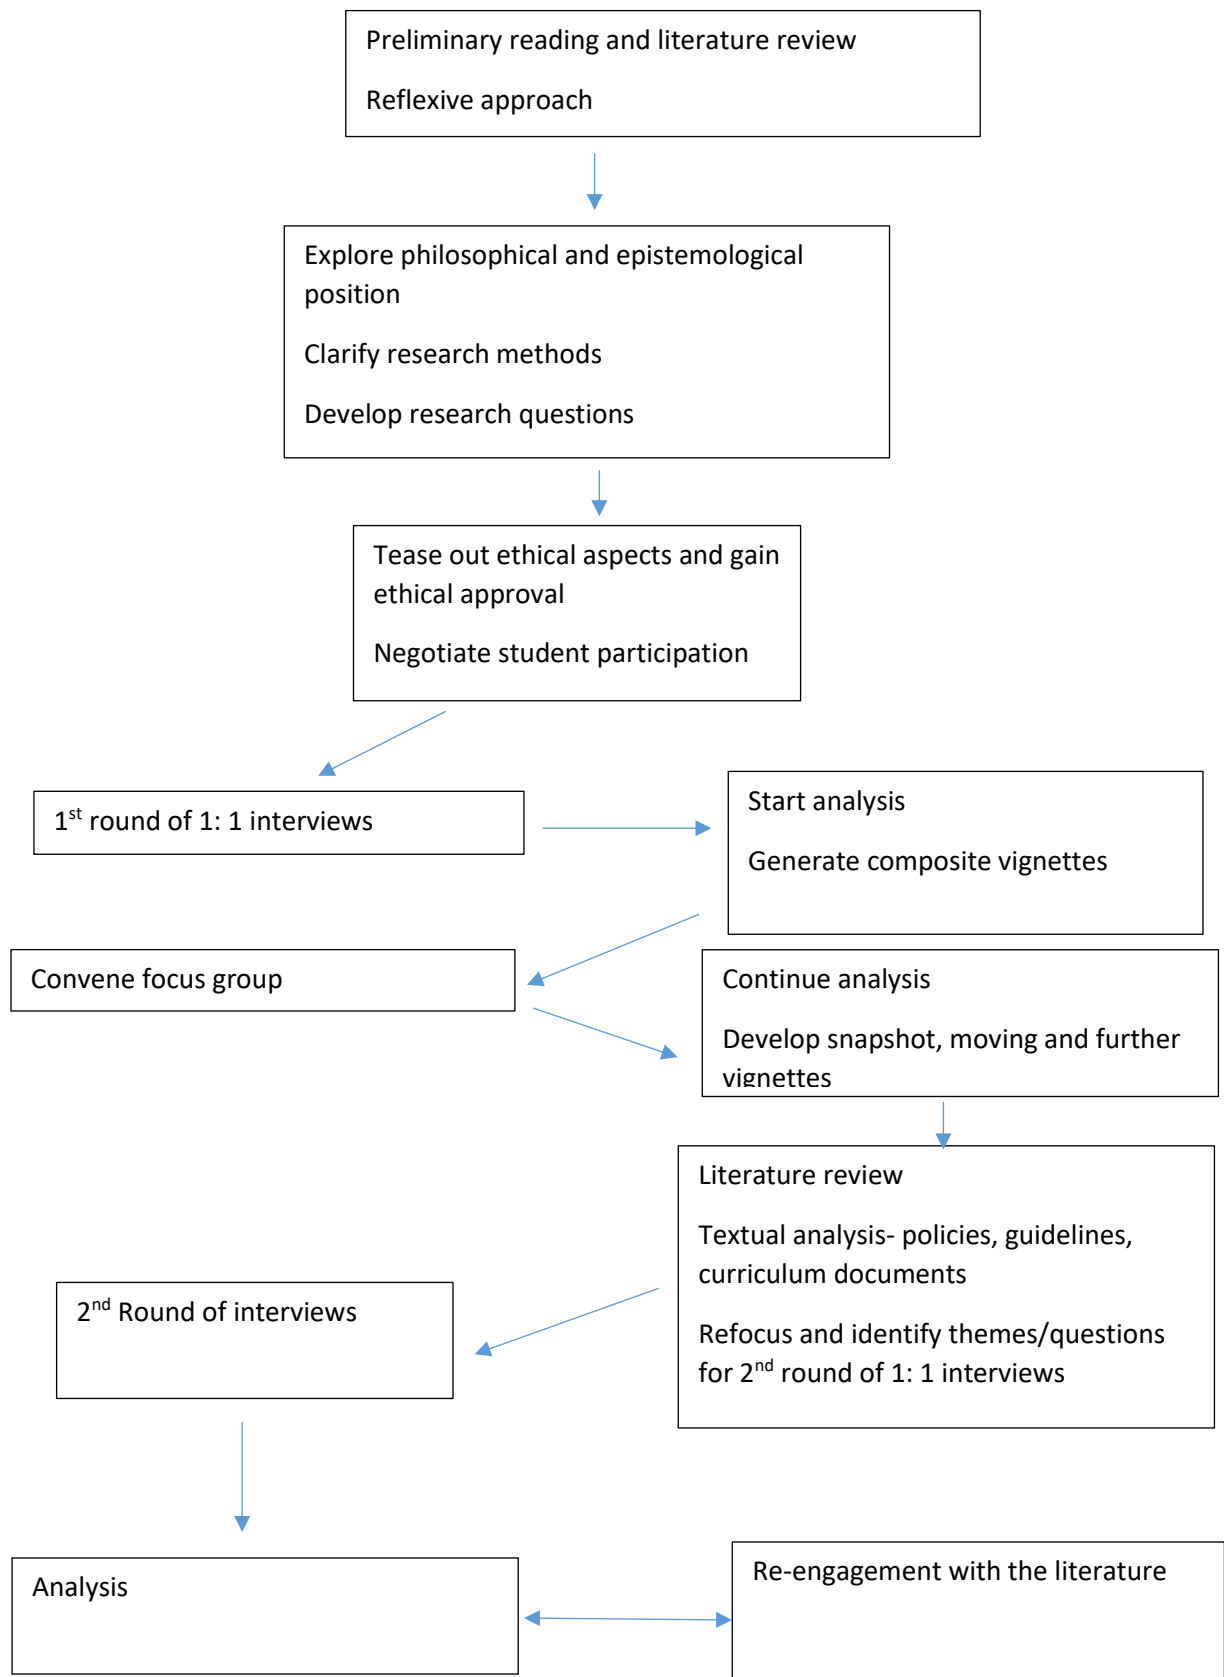 Preliminary reading and literature review
Reflexive approach
Explore philosophical and epistemological
position
Clarify research methods
Develop research questions
Tease out ethical aspects and gain
ethical approval
Negotiate student participation
1st round of 1: 1 interviews
Start analysis
Generate composite vignettes
Convene focus group
Continue analysis
Develop snapshot, moving and further
vignettes
Literature review
Textual analysis- policies, guidelines,
curriculum documents
Refocus and identify themes/questions
for 2nd round of 1: 1 interviews
2nd Round of interviews
Analysis
Re-engagement with the literature